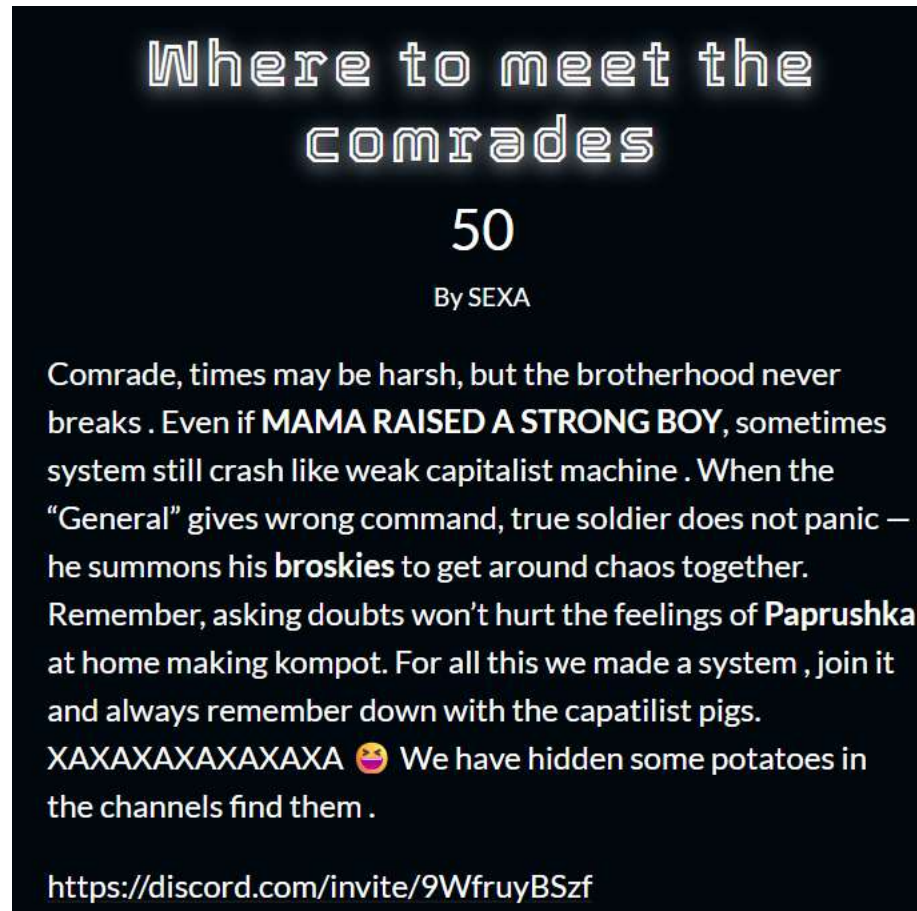 Where to meet the
comrades
50
By SEXA
Comrade, times may be harsh, but the brotherhood never
breaks . Even if MAMA RAISED A STRONG BOY, sometimes
system still crash like weak capitalist machine . When the
“General” gives wrong command, true soldier does not panic —
he summons his broskies to get around chaos together.
Remember, asking doubts won’t hurt the feelings of Paprushka
at home making kompot. For all this we made a system , join it
and always remember down with the capatilist pigs.
XAXAXAXAXAXAXAXA 😆 We have hidden some potatoes in
the channels find them .
https://discord.com/invite/9WfruyBSzf